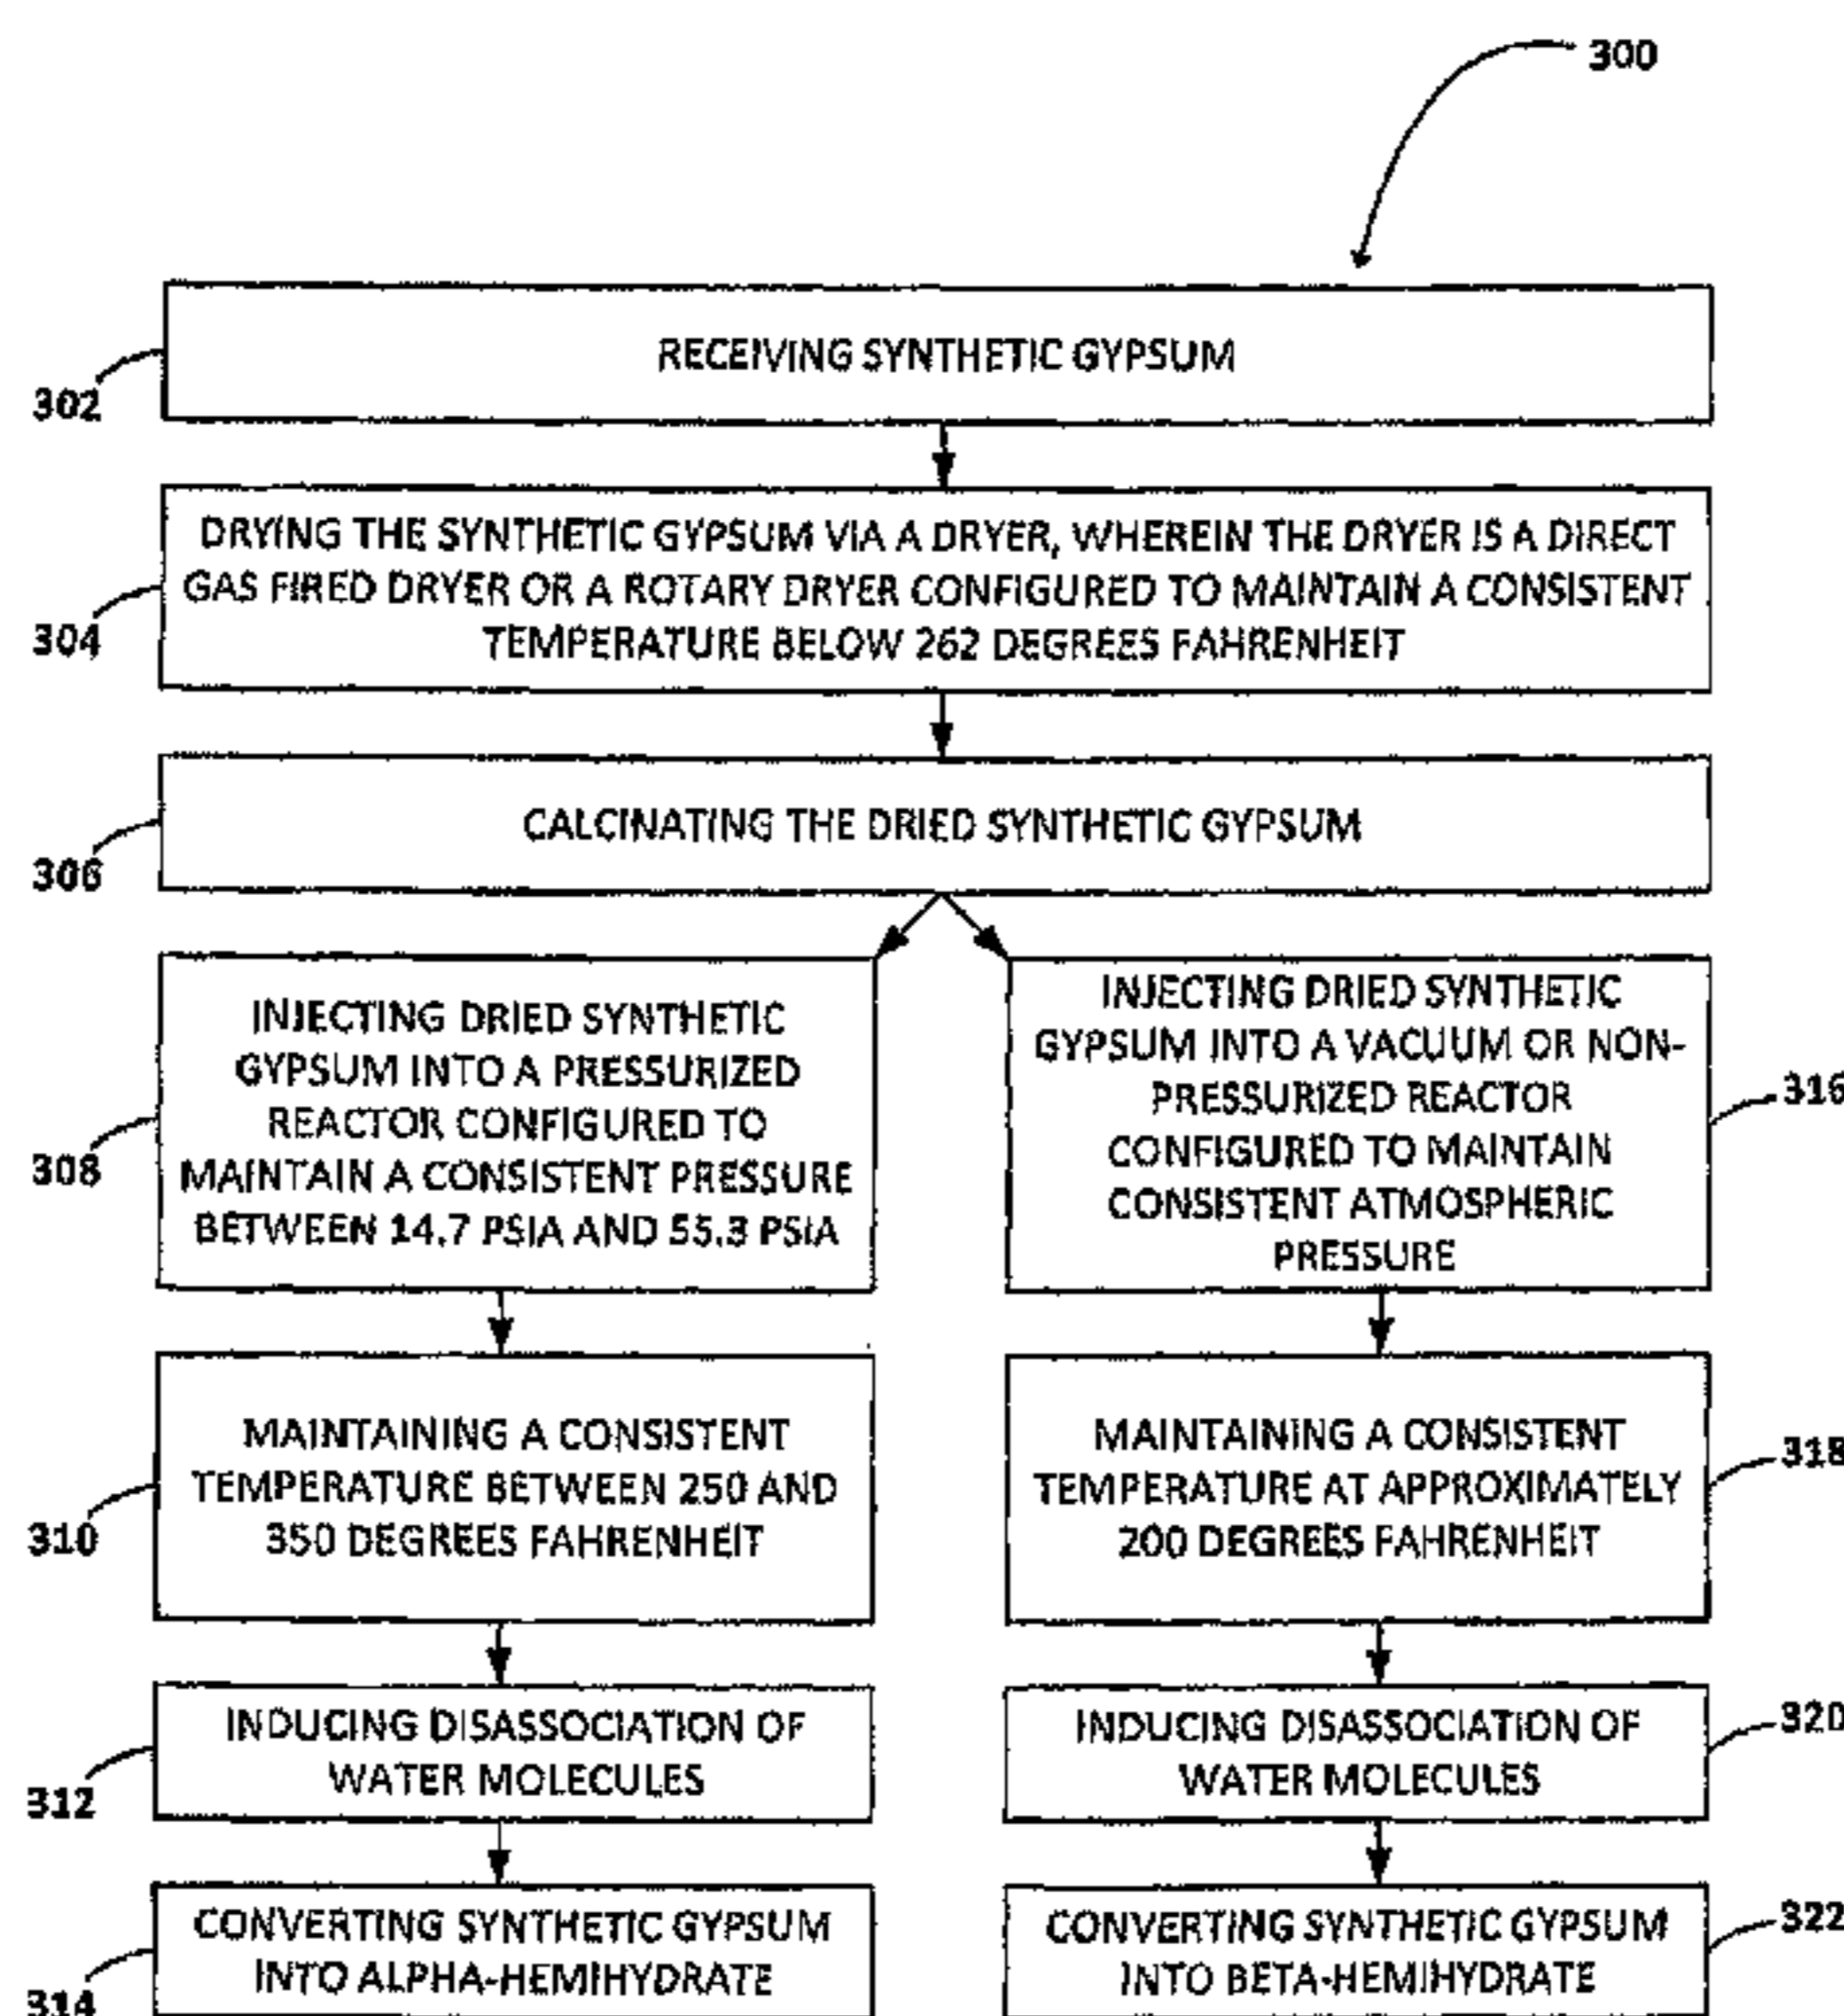 300
RECEIVING SYNTHETIC GYPSUM
302
DRYING THE SYNTHETIC GYPSUM VIA A DRYER, WHEREIN THE DRYER IS A DIRECT
GAS FIRED DRYER OR A ROTARY DRYER CONFIGURED TO MAINTAIN A CONSISTENT
TEMPERATURE BELOW 262 DEGREES FAHRENHEIT
304
CALCINATING THE DRIED SYNTHETIC GYPSUM
306
INJECTING DRIED SYNTHETIC
GYPSUM INTO A PRESSURIZED
REACTOR CONFIGURED TO
MAINTAIN A CONSISTENT PRESSURE
BETWEEN 14.7 PSIA AND 55.3 PSIA
308
INJECTING DRIED SYNTHETIC
GYPSUM INTO A VACUUM OR NON-
PRESSURIZED REACTOR
CONFIGURED TO MAINTAIN
CONSISTENT ATMOSPHERIC
PRESSURE
316
MAINTAINING A CONSISTENT
TEMPERATURE BETWEEN 250 AND
350 DEGREES FAHRENHEIT
310
MAINTAINING A CONSISTENT
TEMPERATURE AT APPROXIMATELY
200 DEGREES FAHRENHEIT
318
INDUCING DISASSOCIATION OF
WATER MOLECULES
312
INDUCING DISASSOCIATION OF
WATER MOLECULES
320
CONVERTING SYNTHETIC GYPSUM
INTO ALPHA-HEMIHYDRATE
314
CONVERTING SYNTHETIC GYPSUM
INTO BETA-HEMIHYDRATE
322